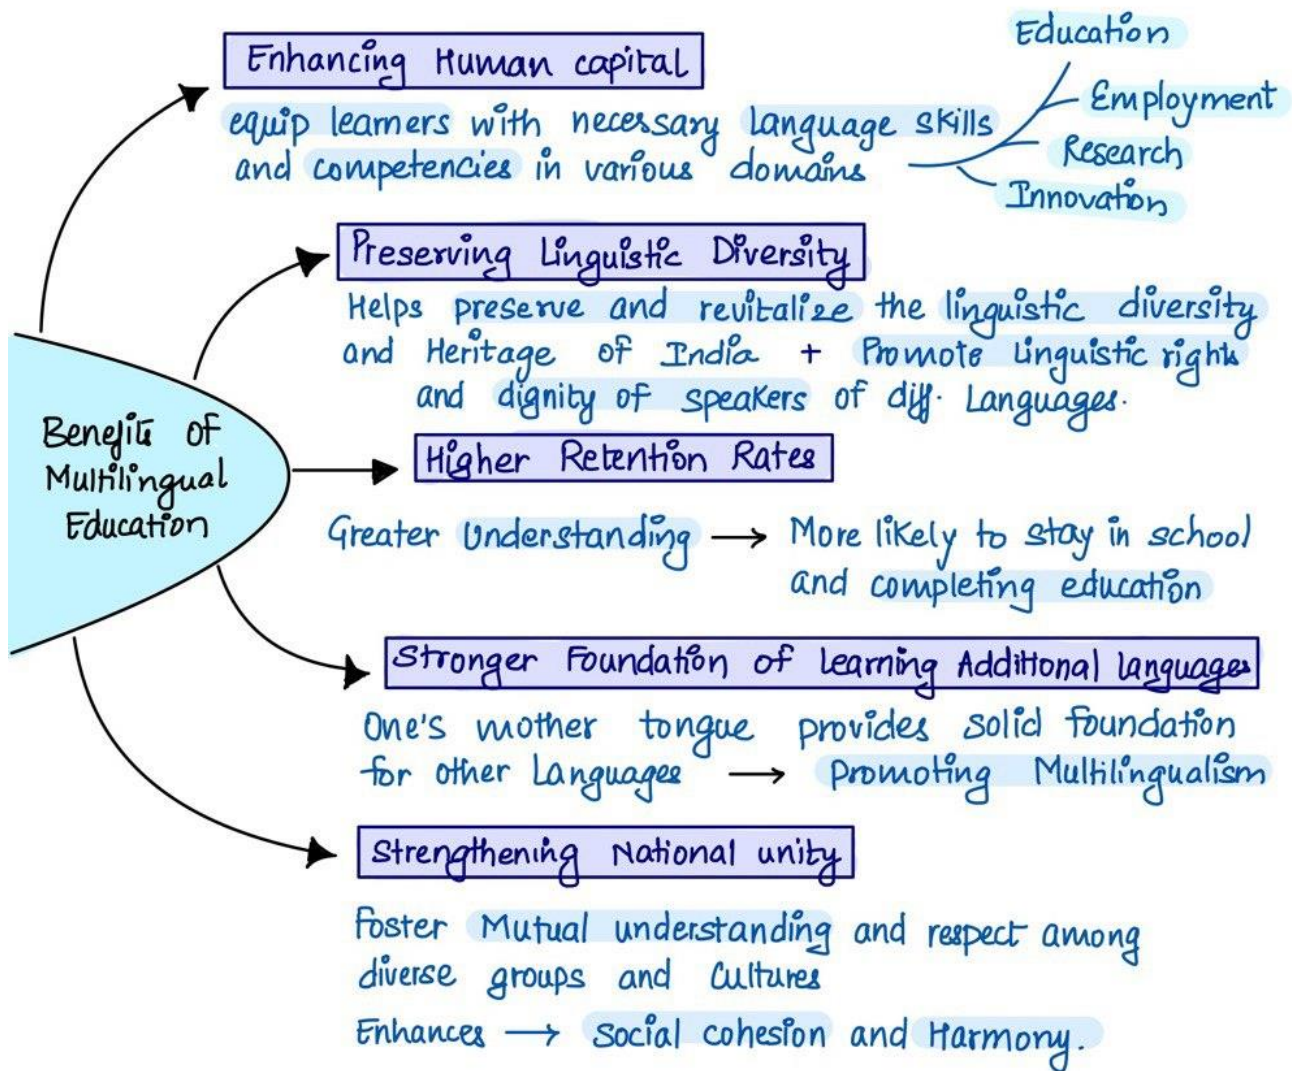 Enhancing Human capital
equip learners with necessary language skills
and competencies in various domains
Education
Employment
Research
Innovation
Preserving Linguistic Diversity
Helps preserve and revitalize the linguistic diversity
and Heritage of India + Promote Linguistic rights
and dignity of speakers of diff. Languages.
Benefits of
Multilingual
Education
Higher Retention Rates
Greater Understanding → More likely to stay in school
and completing education
Stronger Foundation of Learning Additional languages
One's mother tongue provides solid foundation
for other Languages → Promoting Multilingualism
Strengthening National unity
Foster Mutual understanding and respect among
diverse groups and Cultures
Enhances → Social cohesion and Harmony.